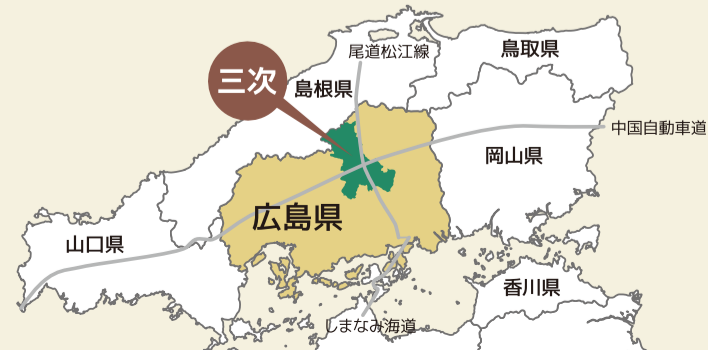 尾道松江線
鳥取県
三次
島根県
中国自動車道
岡山県
広島県
山口県
香川県
しまなみ海道